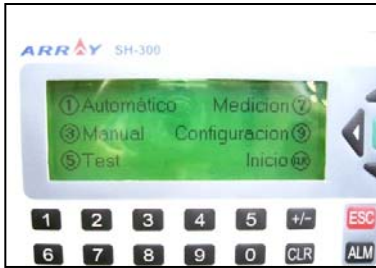 ARRAY SH-300
①Automático Medicion⑦
③Manual Configuracion⑨
⑤Test Inicio
1 2 3 4 5 +/- ESC
6 7 8 9 0 CLR ALM